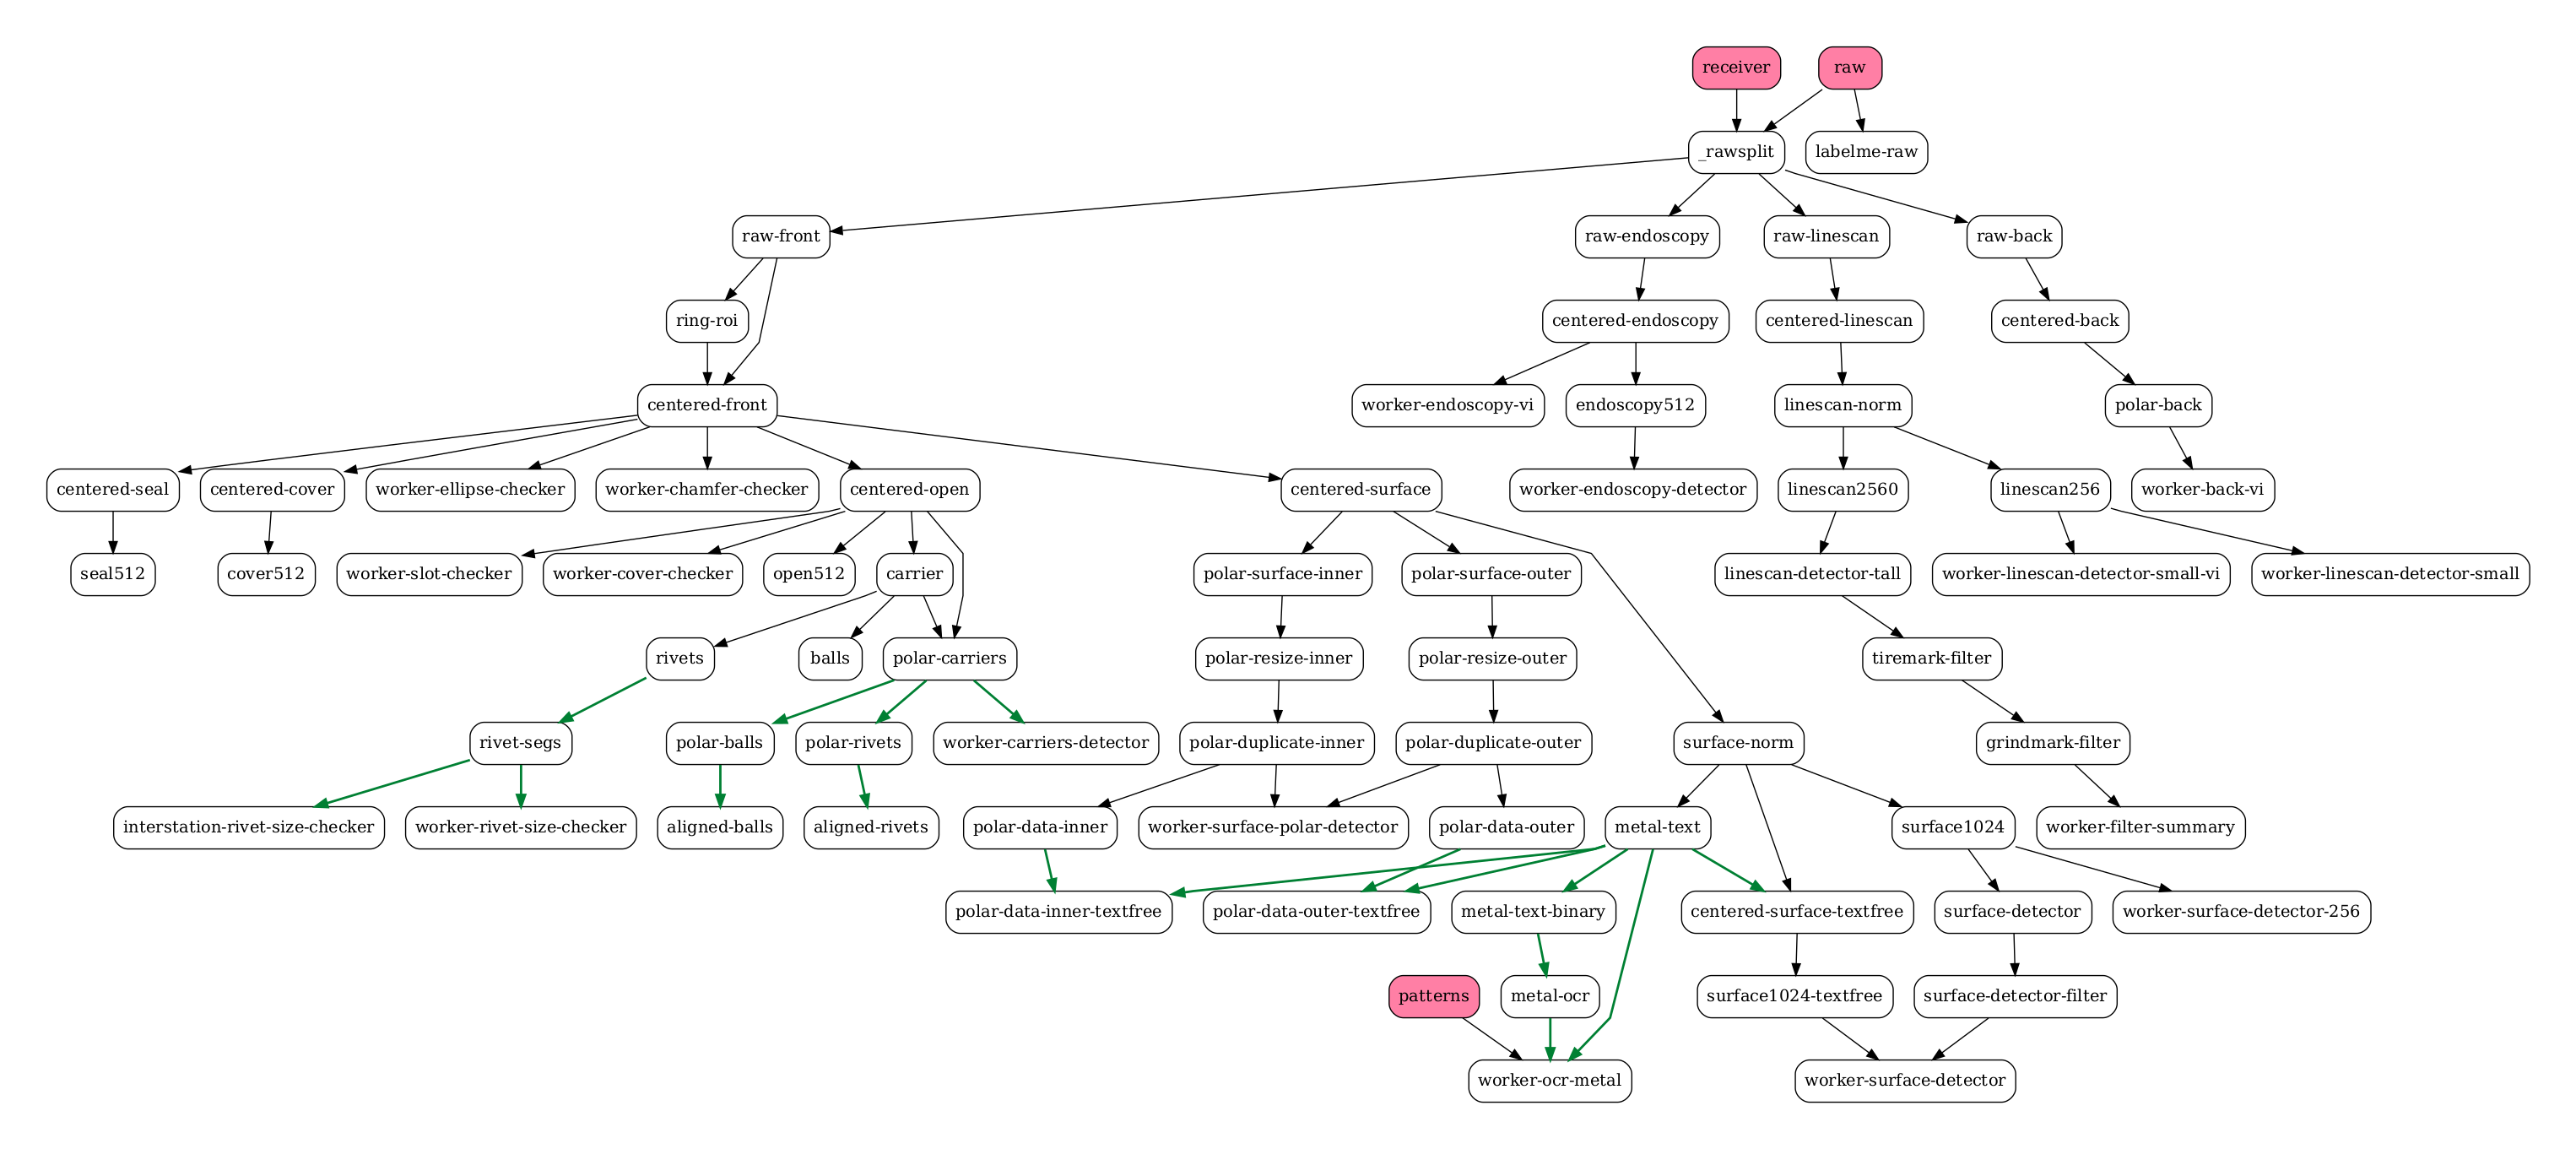 receiver
raw
_rawsplit
labelme-raw
raw-front
raw-endoscopy
raw-linescan
raw-back
ring-roi
centered-endoscopy
centered-linescan
centered-back
centered-front
worker-endoscopy-vi
endoscopy512
linescan-norm
polar-back
centered-seal
centered-cover
worker-ellipse-checker
worker-chamfer-checker
centered-open
centered-surface
worker-endoscopy-detector
linescan2560
linescan256
worker-back-vi
seal512
cover512
worker-slot-checker
worker-cover-checker
open512
carrier
polar-surface-inner
polar-surface-outer
linescan-detector-tall
worker-linescan-detector-small-vi
worker-linescan-detector-small
rivets
balls
polar-carriers
polar-resize-inner
polar-resize-outer
tiremark-filter
rivet-segs
polar-balls
polar-rivets
worker-carriers-detector
polar-duplicate-inner
polar-duplicate-outer
surface-norm
grindmark-filter
interstation-rivet-size-checker
worker-rivet-size-checker
aligned-balls
aligned-rivets
polar-data-inner
worker-surface-polar-detector
polar-data-outer
metal-text
surface1024
worker-filter-summary
polar-data-inner-textfree
polar-data-outer-textfree
metal-text-binary
centered-surface-textfree
surface-detector
worker-surface-detector-256
patterns
metal-ocr
surface1024-textfree
surface-detector-filter
worker-ocr-metal
worker-surface-detector